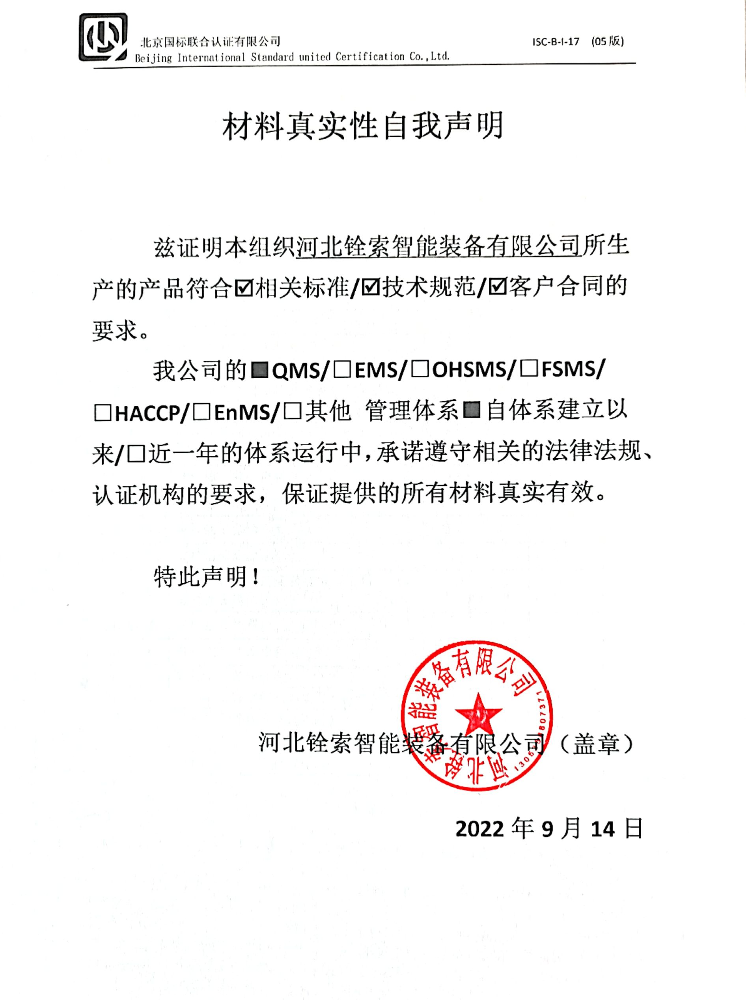 北京国标联合认证有限公司
ISC-B-I-17 (05版)
Beijing International Standard united Certification Co.,Ltd.
材料真实性自我声明
兹证明本组织河北铨索智能装备有限公司所生
产的产品符合☑相关标准/☑技术规范/☑客户合同的
要求。
我公司的■QMS/□EMS/□OHSMS/□FSMS/
□HACCP/□EnMS/□其他 管理体系■自体系建立以
来/□近一年的体系运行中,承诺遵守相关的法律法规、
认证机构的要求，保证提供的所有材料真实有效。
特此声明！
河北铨索智能装备有限公司
河北铨索智能装备有限公司（盖章）
2022 年 9 月 14 日